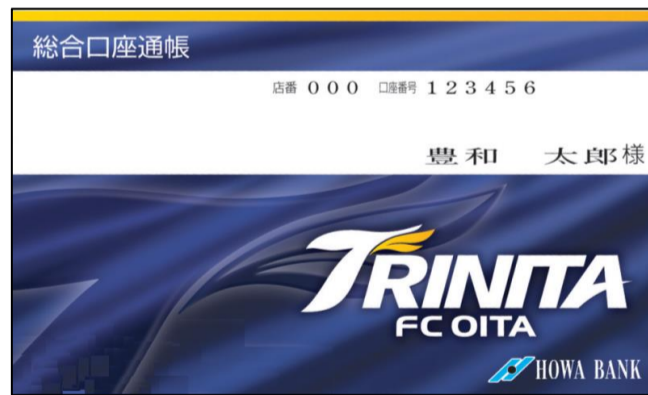 総合口座通帳
店番 000 口座番号 123456
豊和 太郎様
TRINITA
FC OITA
HOWA BANK